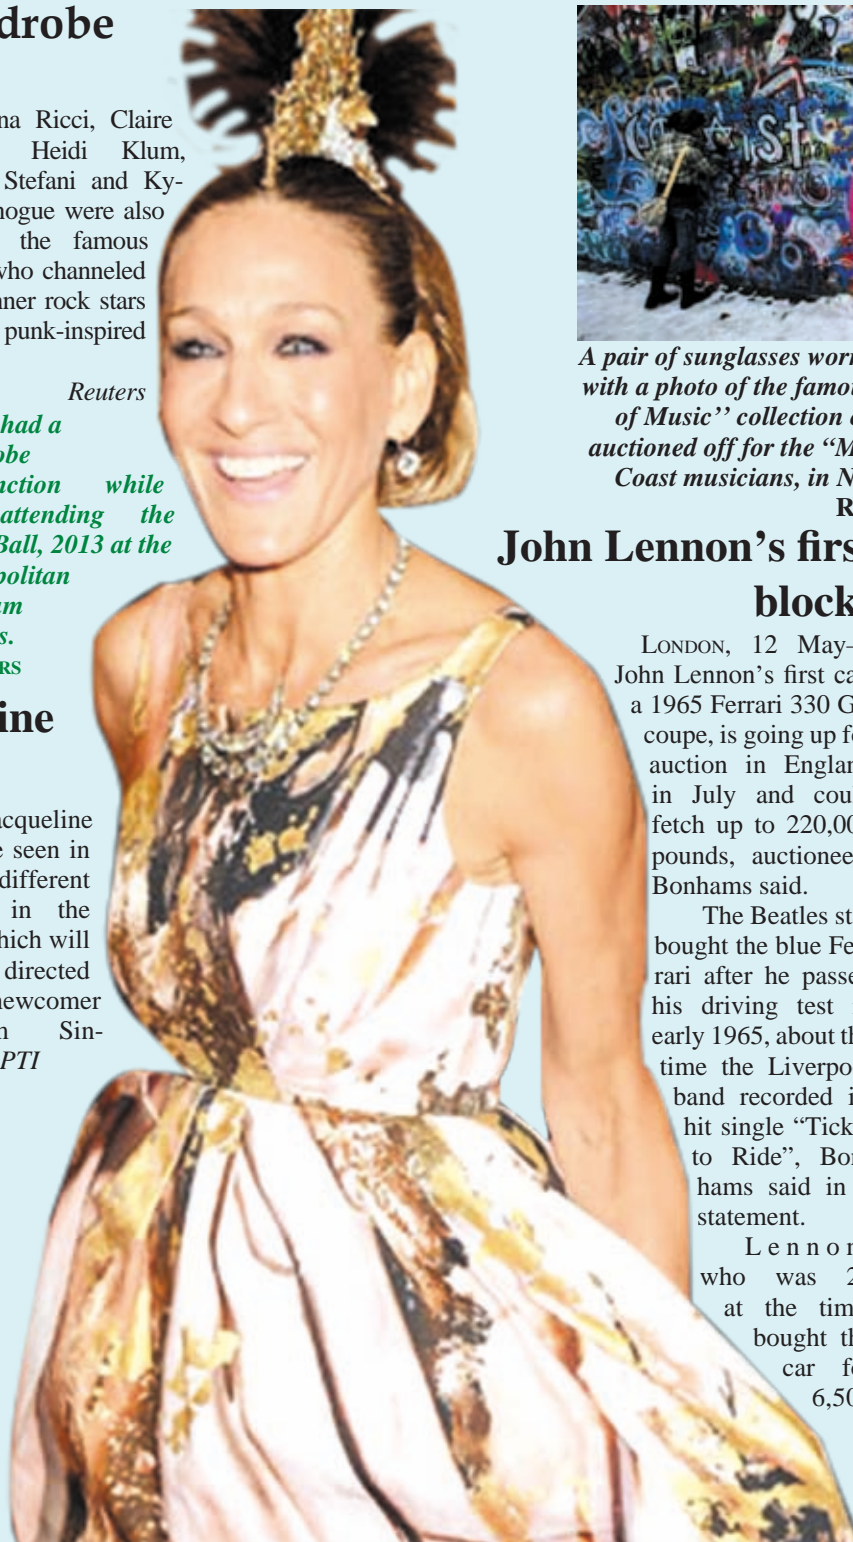 drobe
na Ricci, Claire
Heidi Klum,
Stefani and Ky-
nogue were also
the famous
who channeled
nner rock stars
punk-inspired
Reuters
had a
obe
nction while
attending the
Ball, 2013 at the
politan
um
s.
RS
ine
acqueline
e seen in
different
in the
hich will
directed
newcomer
n Sin-
PTI
A pair of sunglasses worn
with a photo of the famou
of Music’’ collection
auctioned off for the “M
Coast musicians, in N
R
John Lennon’s firs
block
LONDON, 12 May—
John Lennon’s first ca
a 1965 Ferrari 330 G
coupe, is going up fo
auction in Englan
in July and coul
fetch up to 220,00
pounds, auctionee
Bonhams said.
The Beatles sta
bought the blue Fe
rari after he passe
his driving test
early 1965, about th
time the Liverpo
band recorded i
hit single “Tick
to Ride”, Bon
hams said in
statement.
Lennon
who was 2
at the tim
bought th
car fo
6,50